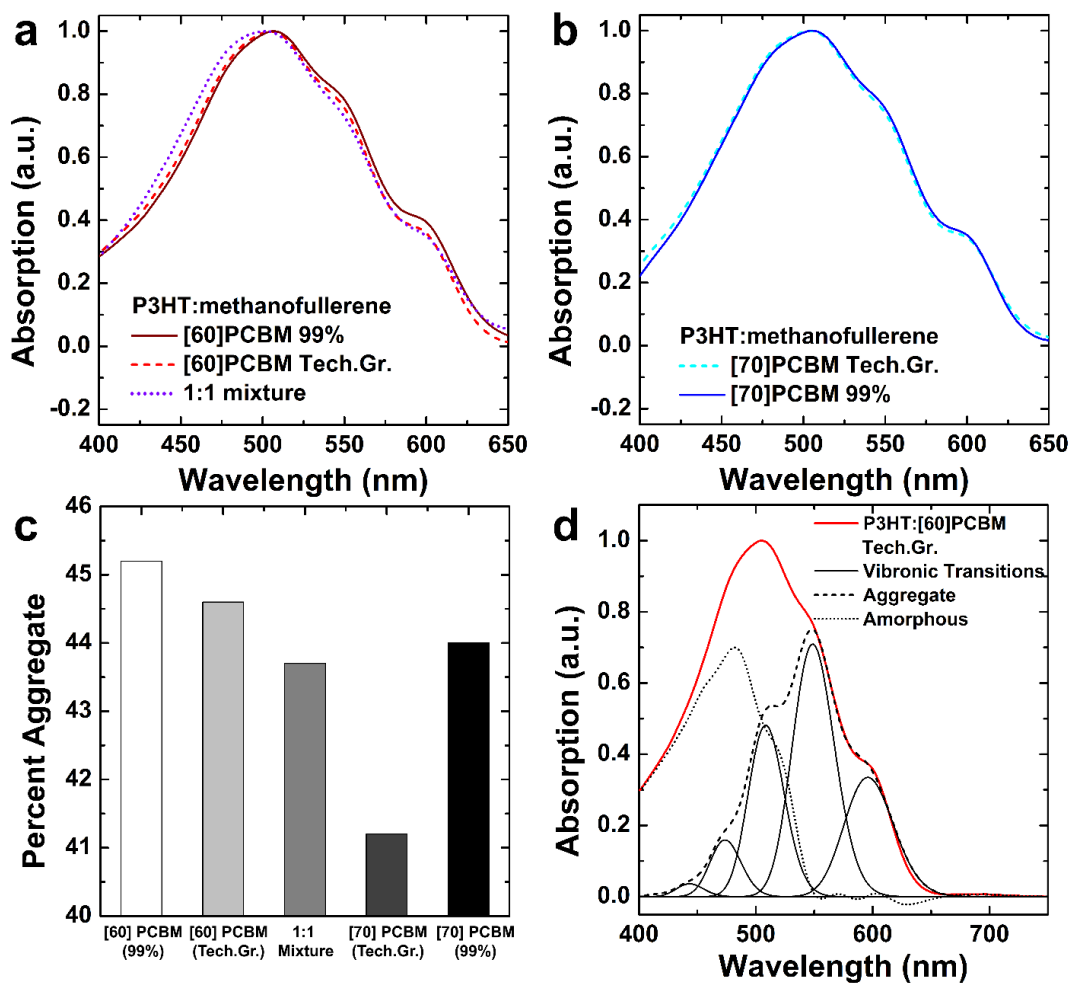 a
1.0
0.8
0.6
0.4
0.2
0.0
-0.2
Absorption (a.u.)
P3HT:methanofullerene
[60]PCBM 99%
[60]PCBM Tech.Gr.
1:1 mixture
400 450 500 550 600 650
Wavelength (nm)
b
1.0
0.8
0.6
0.4
0.2
0.0
-0.2
Absorption (a.u.)
P3HT:methanofullerene
[70]PCBM Tech.Gr.
[70]PCBM 99%
400 450 500 550 600 650
Wavelength (nm)
c
46
45
44
43
42
41
40
Percent Aggregate
[60] PCBM
(99%)
[60] PCBM
(Tech.Gr.)
1:1
Mixture
[70] PCBM
(Tech.Gr.)
[70] PCBM
(99%)
d
1.0
0.8
0.6
0.4
0.2
0.0
Absorption (a.u.)
P3HT:[60]PCBM
Tech.Gr.
Vibronic Transitions
Aggregate
Amorphous
400 500 600 700
Wavelength (nm)